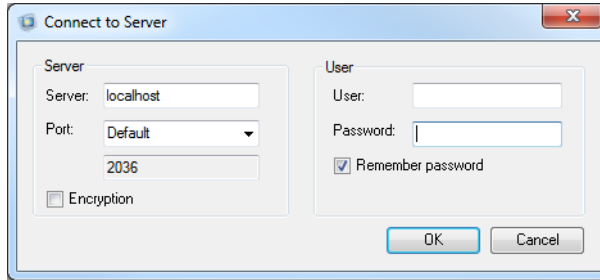 Connect to Server
Server
Server: localhost
Port: Default
2036
Encryption
User
User:
Password:
Remember password
OK Cancel